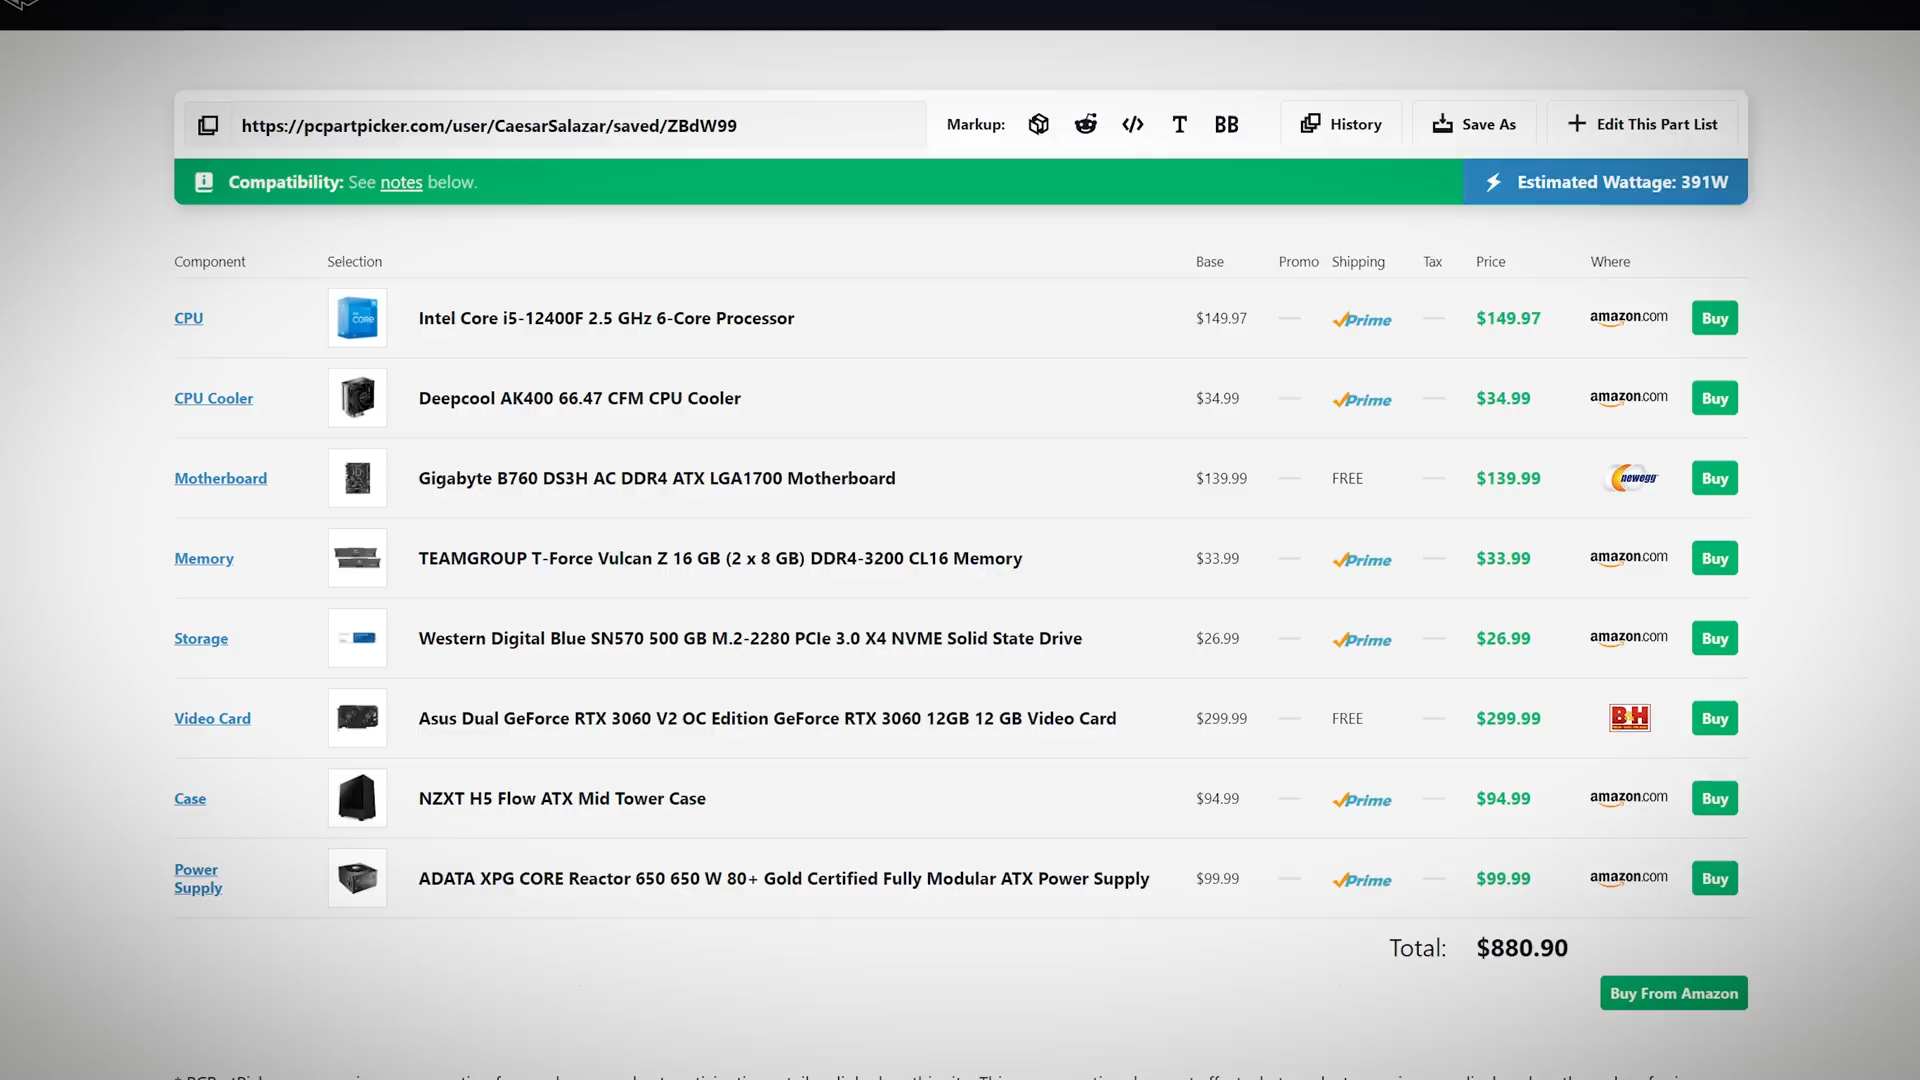 https://pcpartpicker.com/user/CaesarSalazar/saved/ZBdW99 Markup: T BB History Save As + Edit This Part List
Compatibility: See notes below. Estimated Wattage: 391W
Component Selection Base Promo Shipping Tax Price Where
CPU Intel Core i5-12400F 2.5 GHz 6-Core Processor $149.97 — Prime — $149.97 amazon.com Buy
CPU Cooler Deepcool AK400 66.47 CFM CPU Cooler $34.99 — Prime — $34.99 amazon.com Buy
Motherboard Gigabyte B760 DS3H AC DDR4 ATX LGA1700 Motherboard $139.99 — FREE — $139.99 newegg Buy
Memory TEAMGROUP T-Force Vulcan Z 16 GB (2 x 8 GB) DDR4-3200 CL16 Memory $33.99 — Prime — $33.99 amazon.com Buy
Storage Western Digital Blue SN570 500 GB M.2-2280 PCIe 3.0 X4 NVME Solid State Drive $26.99 — Prime — $26.99 amazon.com Buy
Video Card Asus Dual GeForce RTX 3060 V2 OC Edition GeForce RTX 3060 12GB 12 GB Video Card $299.99 — FREE — $299.99 B&H Buy
Case NZXT H5 Flow ATX Mid Tower Case $94.99 — Prime — $94.99 amazon.com Buy
Power Supply ADATA XPG CORE Reactor 650 650 W 80+ Gold Certified Fully Modular ATX Power Supply $99.99 — Prime — $99.99 amazon.com Buy
Total: $880.90
Buy From Amazon